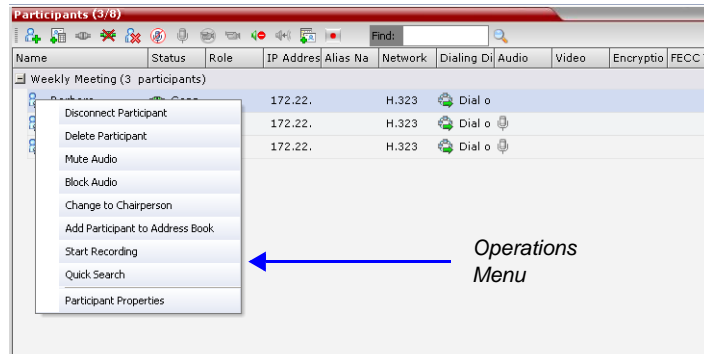 Participants (3/8)
Find:
Name Status Role IP Addres Alias Na Network Dialing Di Audio Video Encryptio FECC
Weekly Meeting (3 participants)
172.22. H.323 Dial o
172.22. H.323 Dial o
172.22. H.323 Dial o
Disconnect Participant
Delete Participant
Mute Audio
Block Audio
Change to Chairperson
Add Participant to Address Book
Start Recording
Quick Search
Participant Properties
Operations
Menu